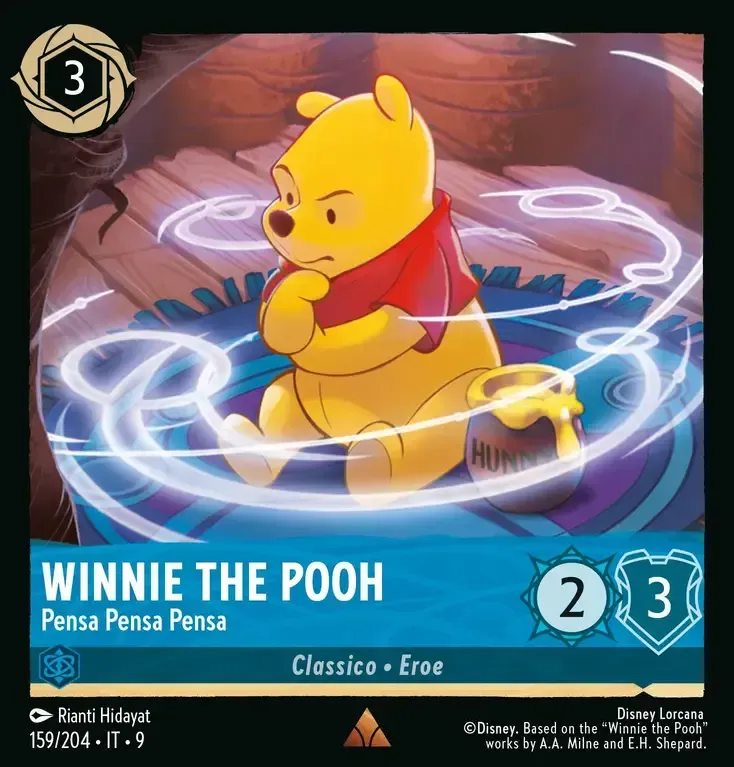 3
HUNNY
WINNIE THE POOH
Pensa Pensa Pensa
2
3
Classico • Eroe
Rianti Hidayat
159/204 • IT • 9
Disney Lorcana
©Disney. Based on the “Winnie the Pooh”
works by A.A. Milne and E.H. Shepard.